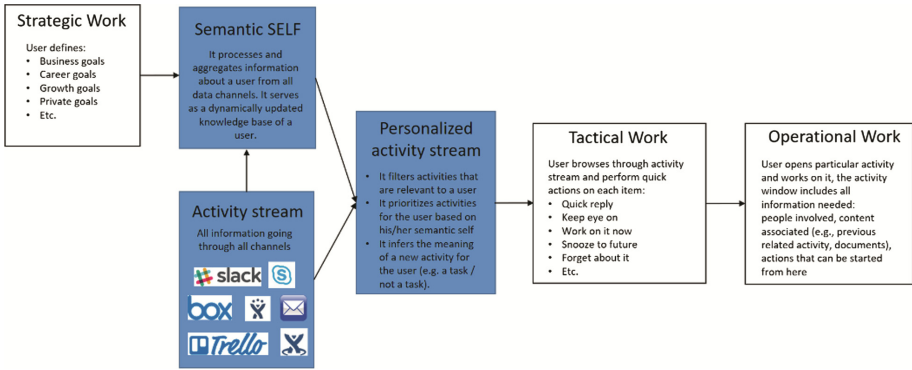 Strategic Work
User defines:
• Business goals
• Career goals
• Growth goals
• Private goals
• Etc.
Semantic SELF
It processes and
aggregates information
about a user from all
data channels. It serves
as a dynamically updated
knowledge base of a
user.
Activity stream
All information going
through all channels
slack
S
box
Trello
Personalized
activity stream
• It filters activities that
are relevant to a user
• It prioritizes activities
for the user based on
his/her semantic self
• It infers the meaning
of a new activity for
the user (e.g. a task /
not a task).
Tactical Work
User browses through activity
stream and perform quick
actions on each item:
• Quick reply
• Keep eye on
• Work on it now
• Snooze to future
• Forget about it
• Etc.
Operational Work
User opens particular activity
and works on it, the activity
window includes all
information needed:
people involved, content
associated (e.g., previous
related activity, documents),
actions that can be started
from here